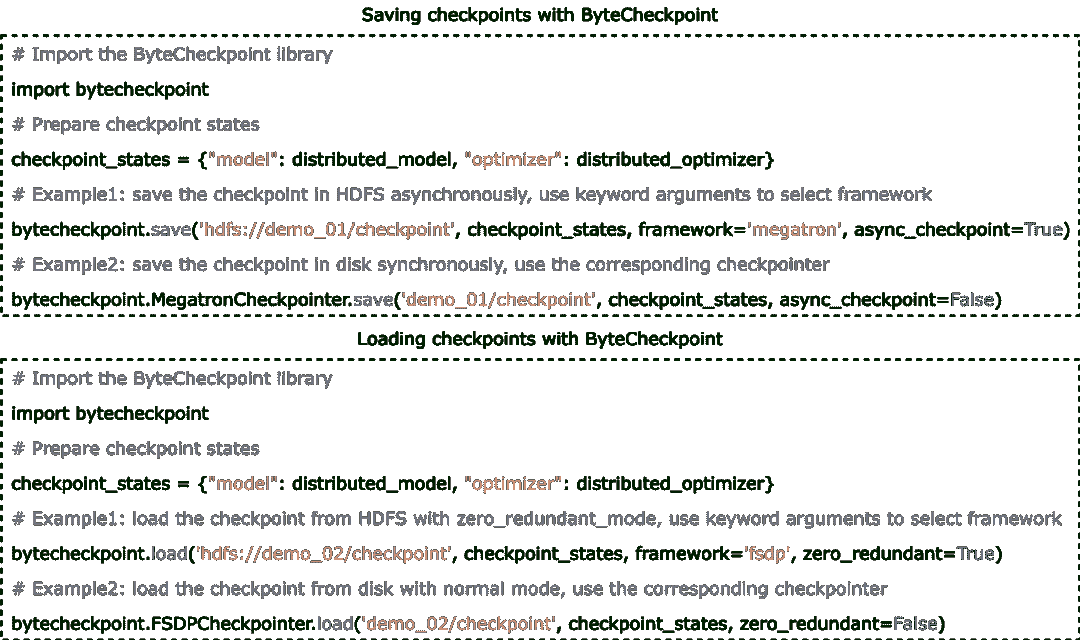 Saving checkpoints with ByteCheckpoint
# Import the ByteCheckpoint library
import bytecheckpoint
# Prepare checkpoint states
checkpoint_states = {"model": distributed_model, "optimizer": distributed_optimizer}
# Example1: save the checkpoint in HDFS asynchronously, use keyword arguments to select framework
bytecheckpoint.save('hdfs://demo_01/checkpoint', checkpoint_states, framework='megatron', async_checkpoint=True)
# Example2: save the checkpoint in disk synchronously, use the corresponding checkpointer
bytecheckpoint.MegatronCheckpointer.save('demo_01/checkpoint', checkpoint_states, async_checkpoint=False)
Loading checkpoints with ByteCheckpoint
# Import the ByteCheckpoint library
import bytecheckpoint
# Prepare checkpoint states
checkpoint_states = {"model": distributed_model, "optimizer": distributed_optimizer}
# Example1: load the checkpoint from HDFS with zero_redundant_mode, use keyword arguments to select framework
bytecheckpoint.load('hdfs://demo_02/checkpoint', checkpoint_states, framework='fsdp', zero_redundant=True)
# Example2: load the checkpoint from disk with normal mode, use the corresponding checkpointer
bytecheckpoint.FSDPCheckpointer.load('demo_02/checkpoint', checkpoint_states, zero_redundant=False)